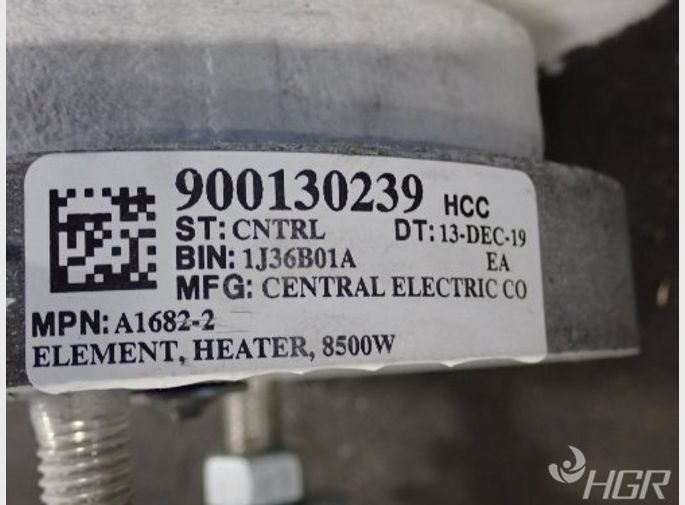 900130239 HCC
ST: CNTRL DT: 13-DEC-19
BIN: 1J36B01A EA
MFG: CENTRAL ELECTRIC CO
MPN: A1682-2
ELEMENT, HEATER, 8500W
HGR